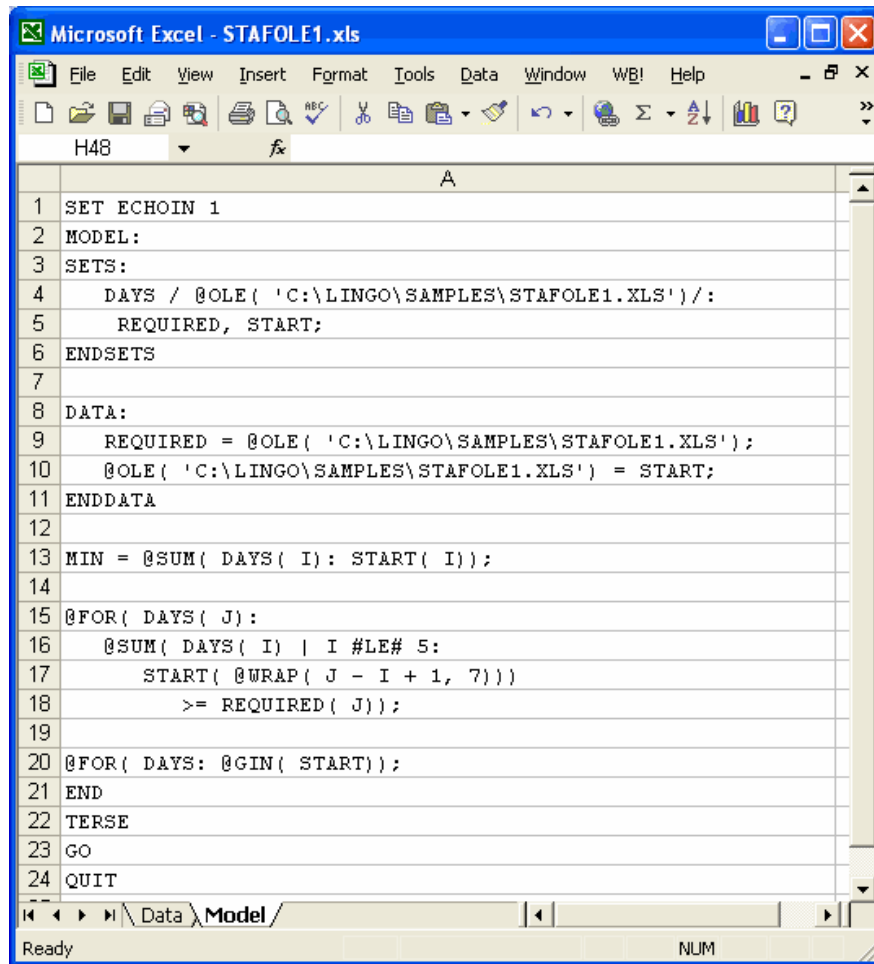 Microsoft Excel - STAFOLE1.xls
File Edit View Insert Format Tools Data Window WB! Help
H48 fx
A
1 SET ECHOIN 1
2 MODEL:
3 SETS:
4 DAYS / @OLE( 'C:\LINGO\SAMPLES\STAFOLE1.XLS')/:
5 REQUIRED, START;
6 ENDSETS
7
8 DATA:
9 REQUIRED = @OLE( 'C:\LINGO\SAMPLES\STAFOLE1.XLS');
10 @OLE( 'C:\LINGO\SAMPLES\STAFOLE1.XLS') = START;
11 ENDDATA
12
13 MIN = @SUM( DAYS( I): START( I));
14
15 @FOR( DAYS( J):
16 @SUM( DAYS( I) | I #LE# 5:
17 START( @WRAP( J - I + 1, 7)))
18 >= REQUIRED( J));
19
20 @FOR( DAYS: @GIN( START));
21 END
22 TERSE
23 GO
24 QUIT
Data Model
Ready NUM